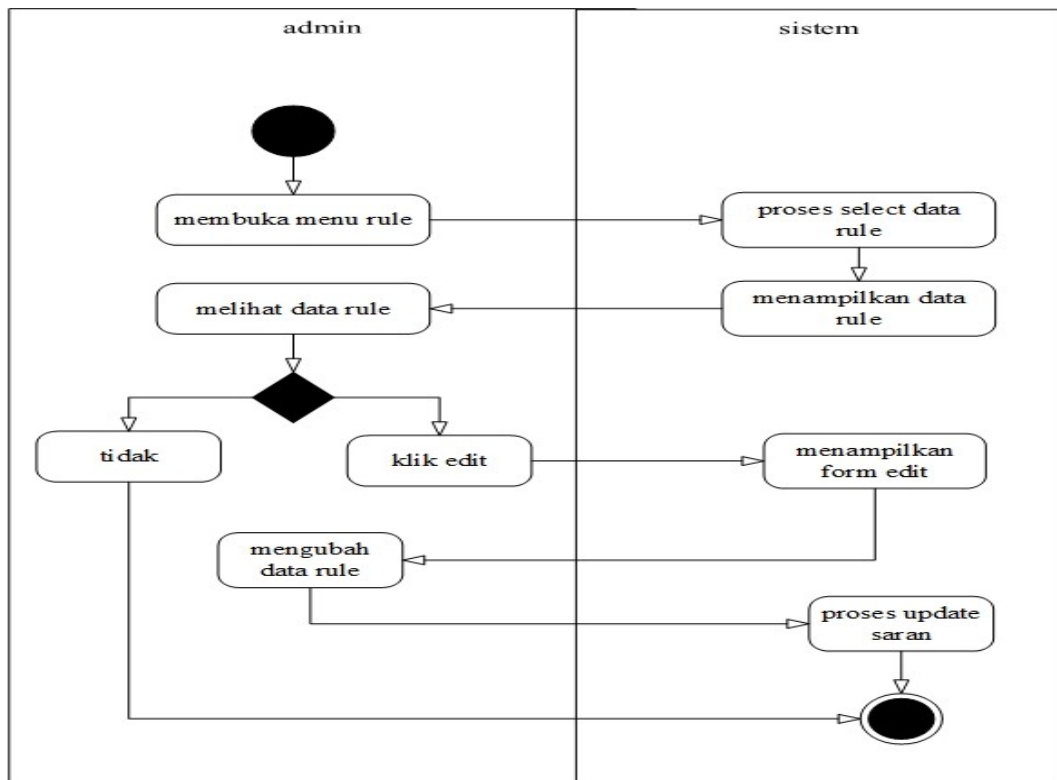 admin
sistem
membuka menu rule
proses select data
rule
melihat data rule
menampilkan data
rule
tidak
klik edit
menampilkan
form edit
mengubah
data rule
proses update
saran